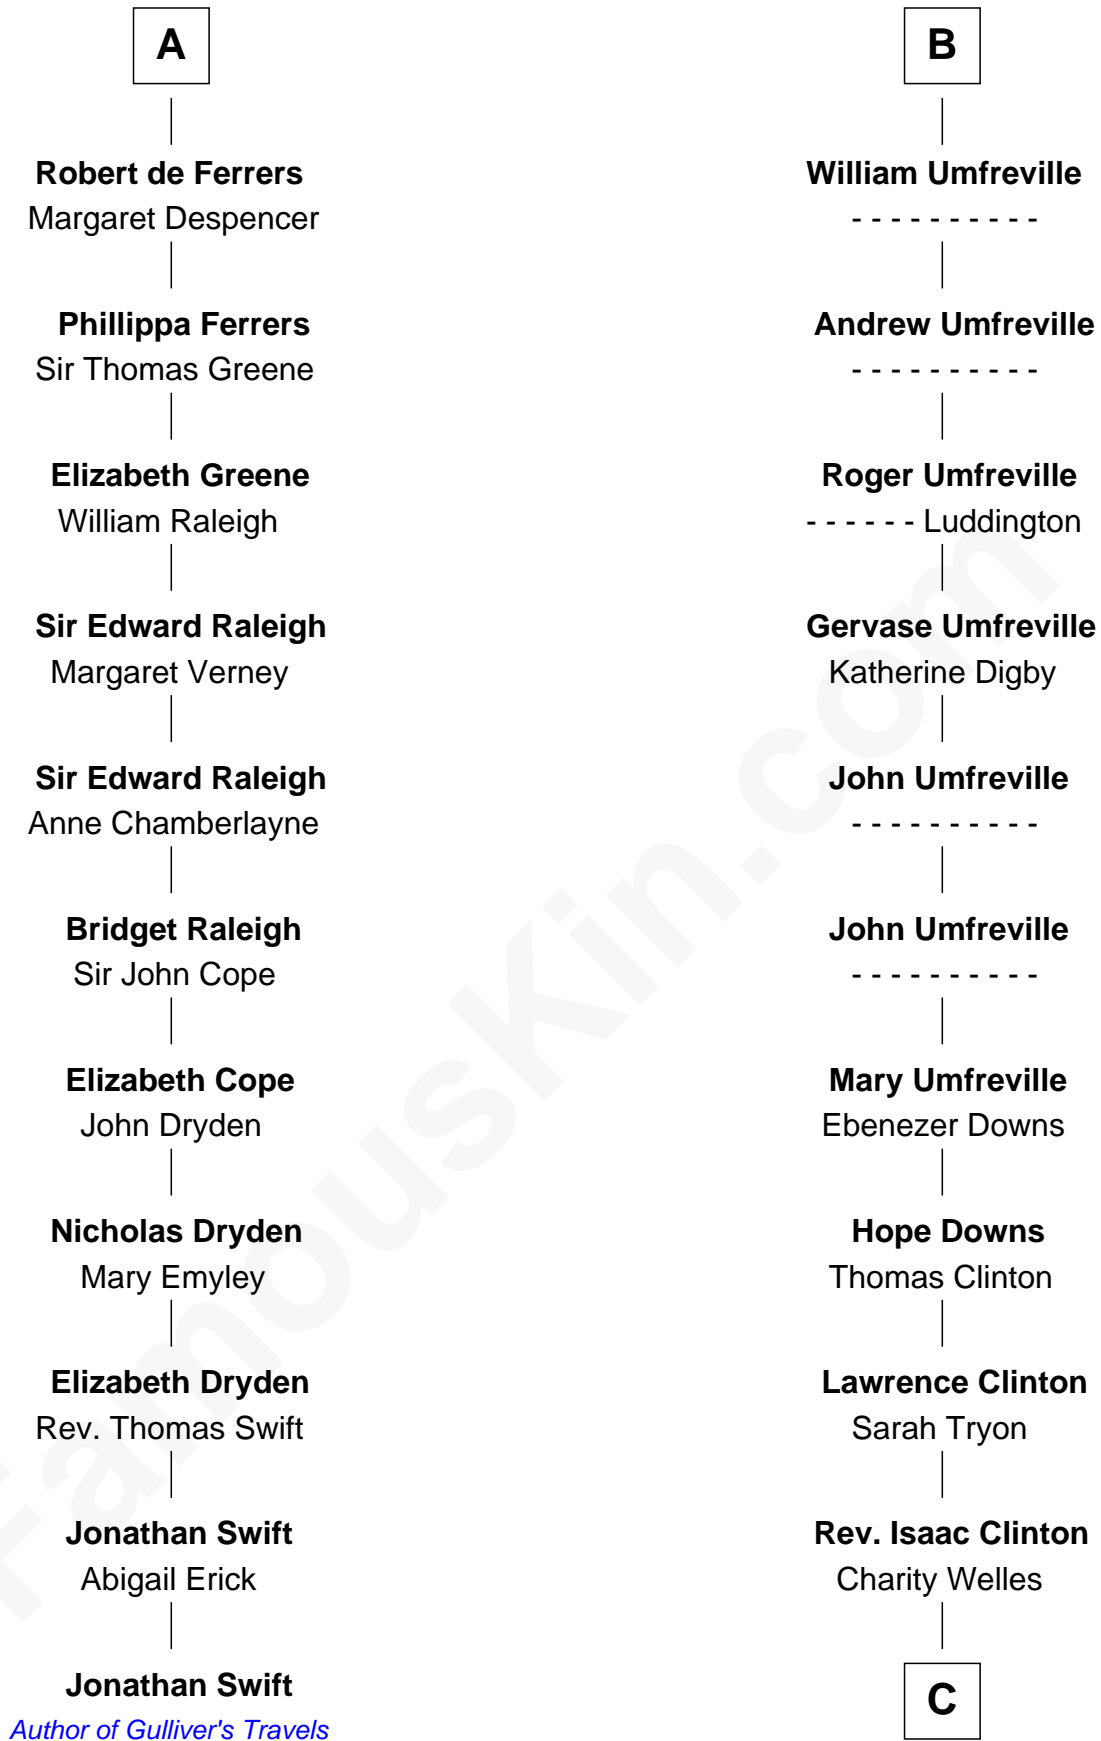 A
Robert de Ferrers
Margaret Despencer
Phillippa Ferrers
Sir Thomas Greene
Elizabeth Greene
William Raleigh
Sir Edward Raleigh
Margaret Verney
Sir Edward Raleigh
Anne Chamberlayne
Bridget Raleigh
Sir John Cope
Elizabeth Cope
John Dryden
Nicholas Dryden
Mary Emyley
Elizabeth Dryden
Rev. Thomas Swift
Jonathan Swift
Abigail Erick
Jonathan Swift
Author of Gulliver's Travels
B
William Umfreville
- - - - - - - - - -
Andrew Umfreville
- - - - - - - - - -
Roger Umfreville
- - - - - - Luddington
Gervase Umfreville
Katherine Digby
John Umfreville
- - - - - - - - - -
John Umfreville
- - - - - - - - - -
Mary Umfreville
Ebenezer Downs
Hope Downs
Thomas Clinton
Lawrence Clinton
Sarah Tryon
Rev. Isaac Clinton
Charity Welles
C
FamousKin.com